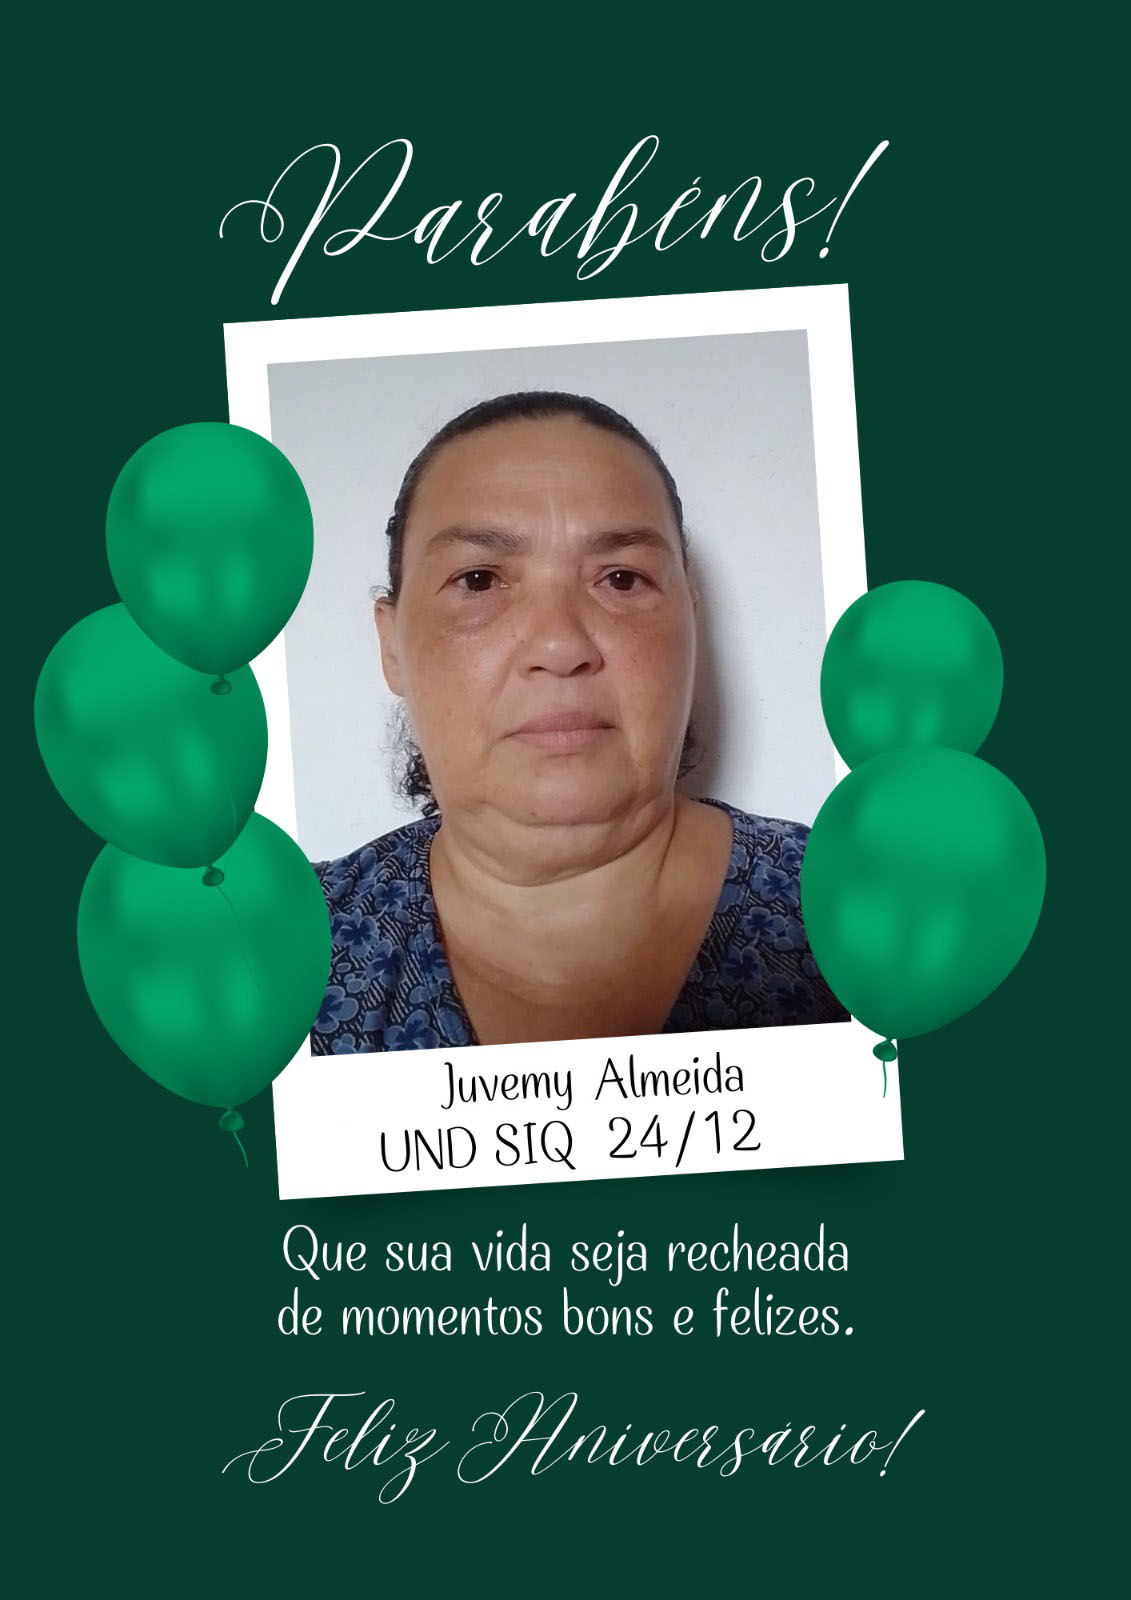 Parabéns!
Juvemy Almeida
UND SIQ 24/12
Que sua vida seja recheada
de momentos bons e felizes.
Feliz Aniversário!